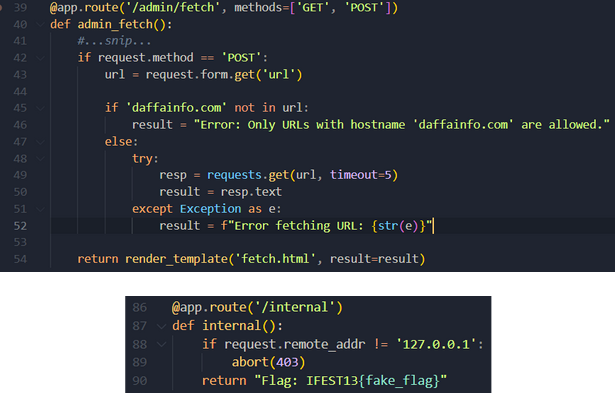 39 @app.route('/admin/fetch', methods=['GET', 'POST'])
40 def admin_fetch():
41     #...snip...
42     if request.method == 'POST':
43         url = request.form.get('url')
44
45         if 'daffainfo.com' not in url:
46             result = "Error: Only URLs with hostname 'daffainfo.com' are allowed."
47         else:
48             try:
49                 resp = requests.get(url, timeout=5)
50                 result = resp.text
51             except Exception as e:
52                 result = f"Error fetching URL: {str(e)}"
53
54     return render_template('fetch.html', result=result)
86 @app.route('/internal')
87 def internal():
88     if request.remote_addr != '127.0.0.1':
89         abort(403)
90     return "Flag: IFEST13{fake_flag}"